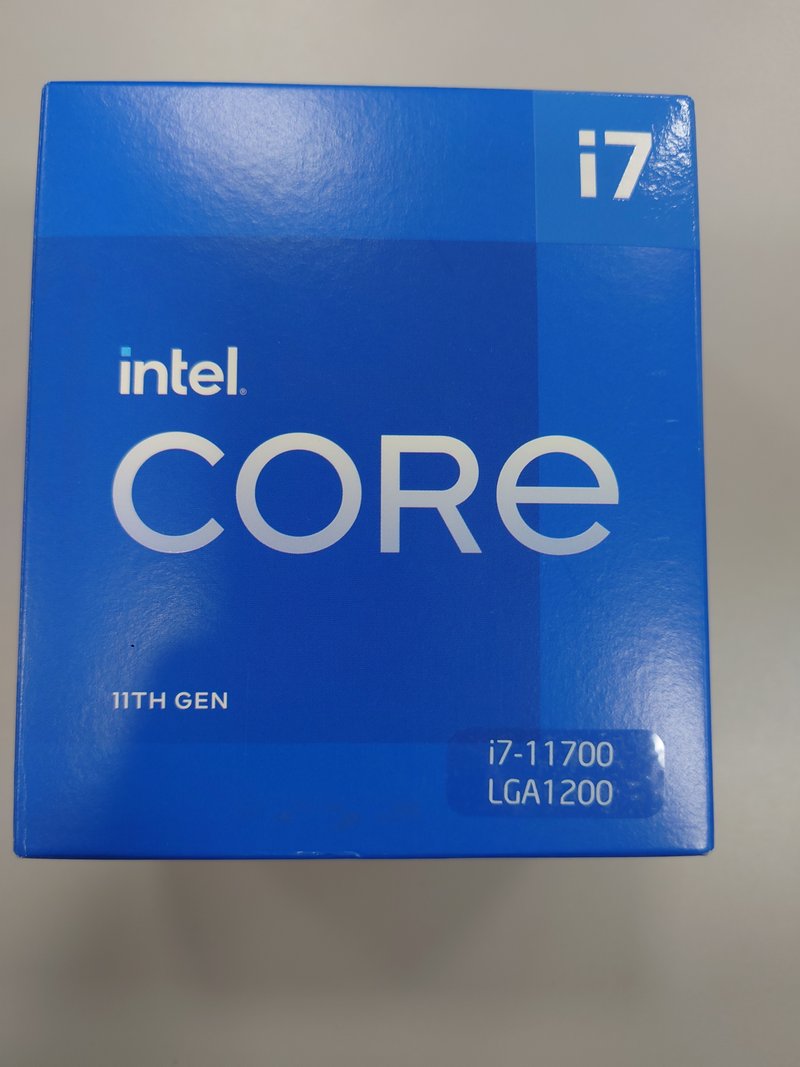 i7
intel®
CORE
11TH GEN
i7-11700
LGA1200